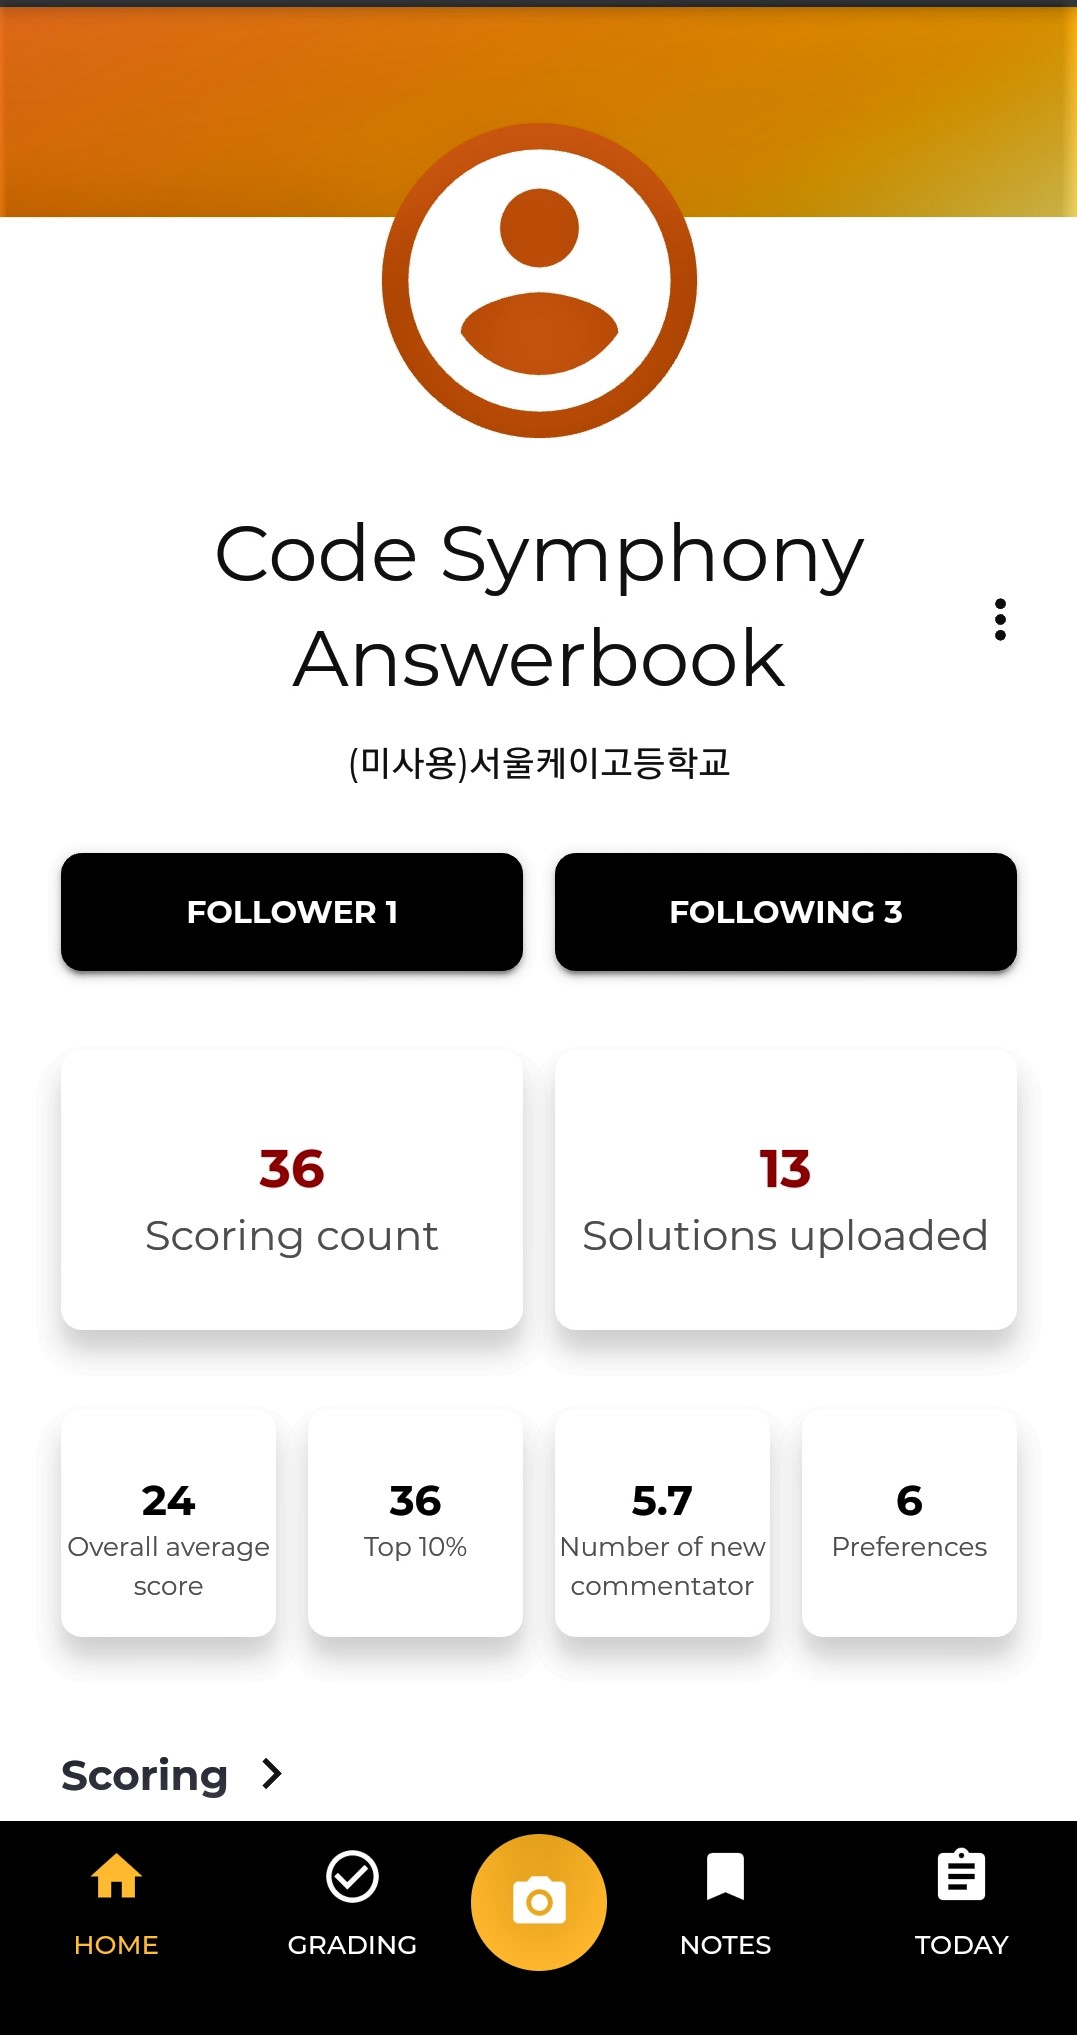 Code Symphony
Answerbook
(미사용)서울케이고등학교
FOLLOWER 1
FOLLOWING 3
36
Scoring count
13
Solutions uploaded
24
Overall average
score
36
Top 10%
5.7
Number of new
commentator
6
Preferences
Scoring
HOME
GRADING
NOTES
TODAY